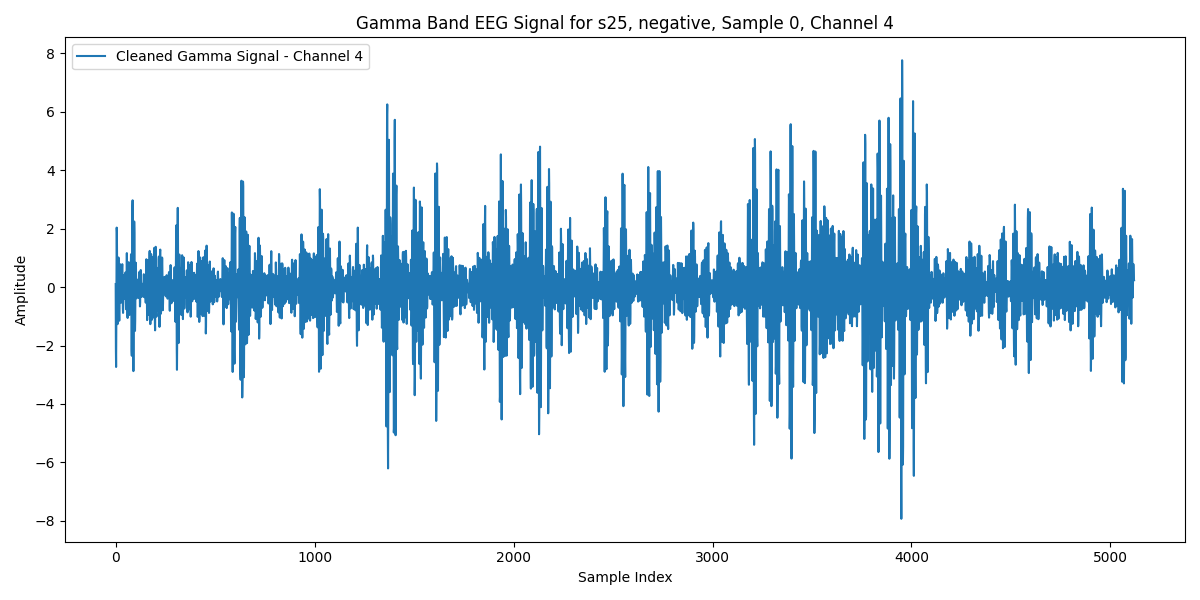 Gamma Band EEG Signal for s25, negative, Sample 0, Channel 4
Cleaned Gamma Signal - Channel 4
8
6
4
2
0
−2
−4
−6
−8
Amplitude
0 1000 2000 3000 4000 5000
Sample Index